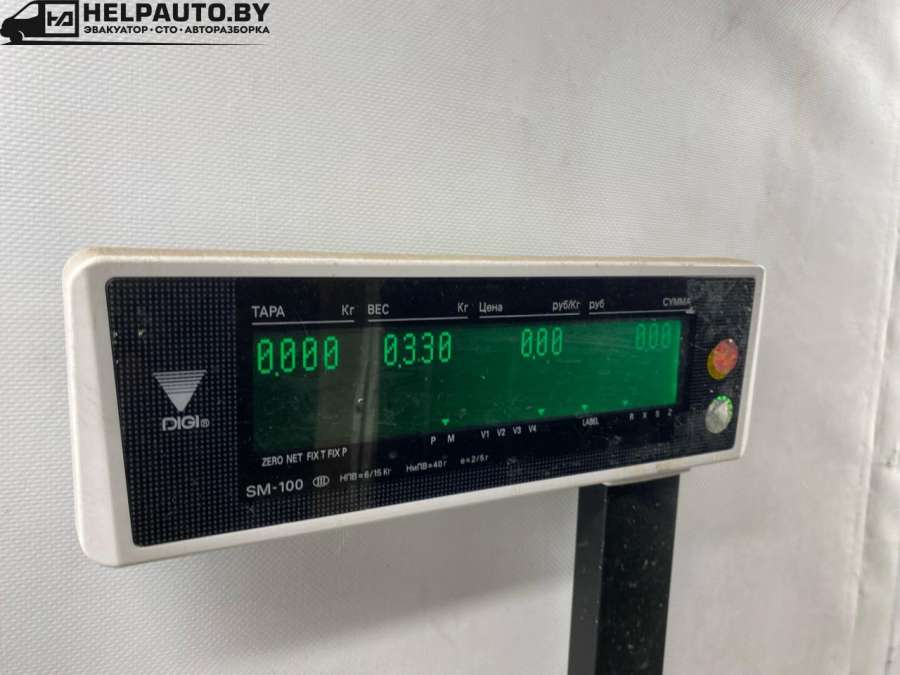 HELPAUTO.BY
ЭВАКУАТОР • СТО • АВТОРАЗБОРКА
ТАРА Кг ВЕС Кг Цена руб/Кг руб СУММА
0.000 0.330 0.00 0.00
DIGI®
P M V1 V2 V3 V4 LABEL R X S Z
ZERO NET FIX T FIX P
SM-100 III НПВ=6/15 Кг НмПВ=40 г e=2/5 г